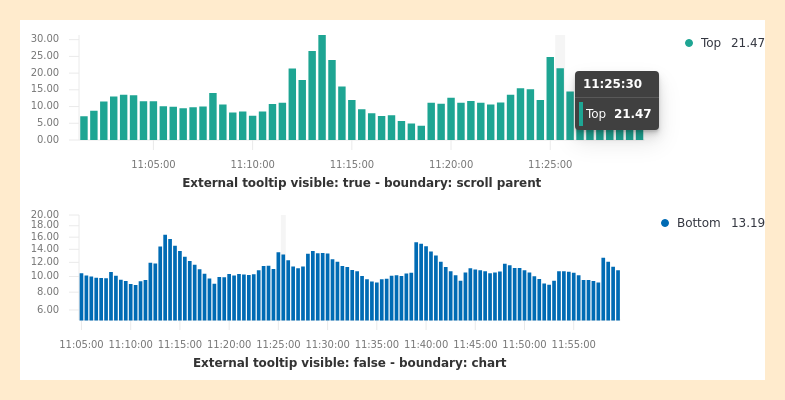 30.00
25.00
20.00
15.00
10.00
5.00
0.00
11:05:00 11:10:00 11:15:00 11:20:00 11:25:00
External tooltip visible: true - boundary: scroll parent
Top 21.47
11:25:30
Top 21.47
20.00
18.00
16.00
14.00
12.00
10.00
8.00
6.00
11:05:00 11:10:00 11:15:00 11:20:00 11:25:00 11:30:00 11:35:00 11:40:00 11:45:00 11:50:00 11:55:00
External tooltip visible: false - boundary: chart
Bottom 13.19